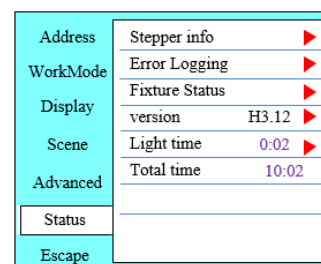 Address
WorkMode
Display
Scene
Advanced
Status
Escape
Stepper info
Error Logging
Fixture Status
version H3.12
Light time 0:02
Total time 10:02